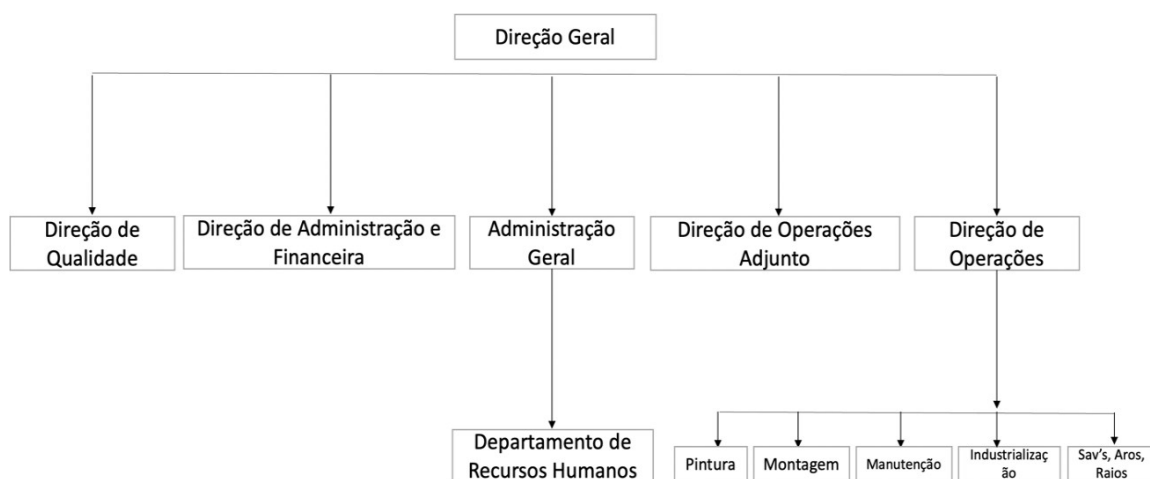 Direção Geral
Direção de
Qualidade
Direção de Administração e
Financeira
Administração
Geral
Direção de Operações
Adjunto
Direção de
Operações
Departamento de
Recursos Humanos
Pintura
Montagem
Manutenção
Industrializaç
ão
Sav's, Aros,
Raios